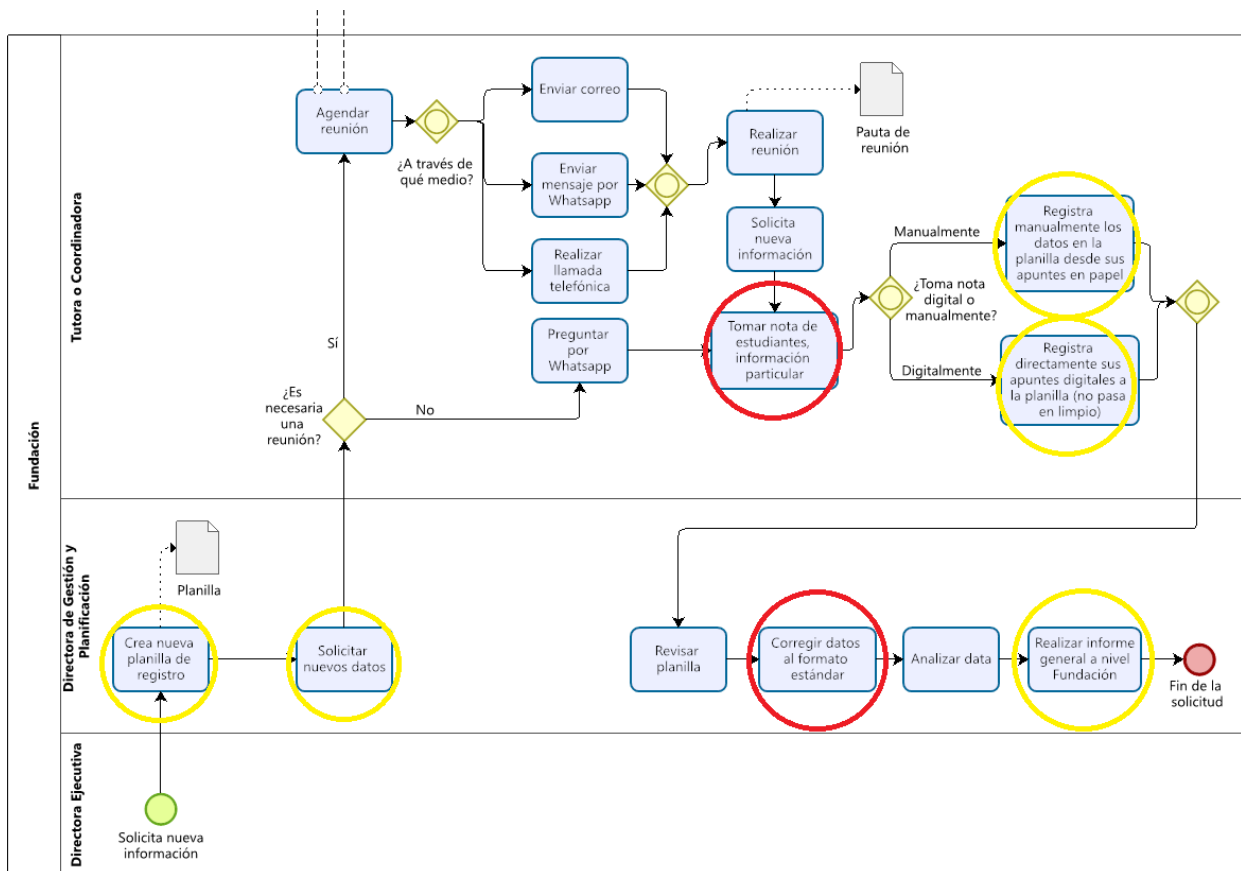 Fundación
Tutora o Coordinadora
Agendar
reunión
¿A través de
qué medio?
Enviar correo
Enviar
mensaje por
Whatsapp
Realizar
llamada
telefónica
Realizar
reunión
Pauta de
reunión
Solicita
nueva
información
Preguntar
por
Whatsapp
Tomar nota de
estudiantes,
información
particular
Manualmente
¿Toma nota
digital o
manualmente?
Digitalmente
Registra
manualmente los
datos en la
planilla desde sus
apuntes en papel
Registra
directamente sus
apuntes digitales a
la planilla (no pasa
en limpio)
Sí
¿Es
necesaria
una
reunión?
No
Directora de Gestión y
Planificación
Planilla
Crea nueva
planilla de
registro
Solicitar
nuevos datos
Revisar
planilla
Corregir datos
al formato
estándar
Analizar data
Realizar informe
general a nivel
Fundación
Fin de la
solicitud
Directora Ejecutiva
Solicita nueva
información